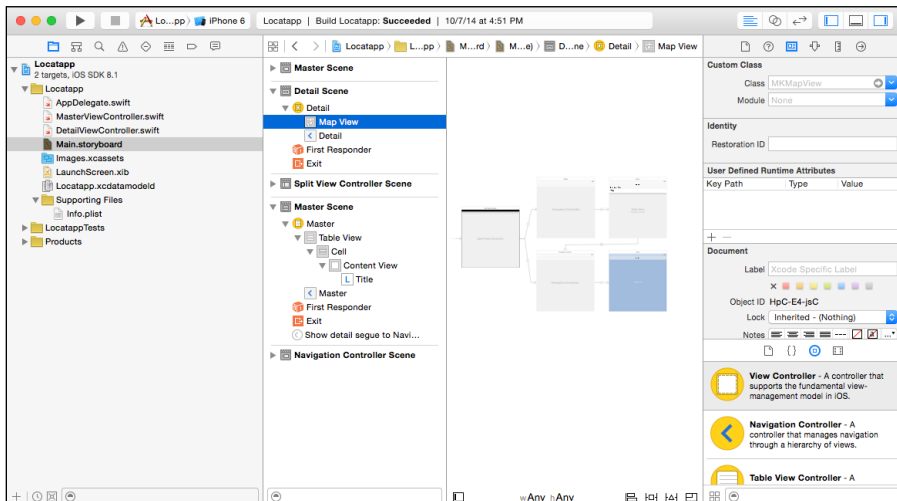 Lo...pp
iPhone 6
Locatapp | Build Locatapp: Succeeded | 10/7/14 at 4:51 PM
Locatapp
L...pp
M...rd
M...e)
D...ne
Detail
Map View
Locatapp
2 targets, iOS SDK 8.1
Locatapp
AppDelegate.swift
MasterViewController.swift
DetailViewController.swift
Main.storyboard
Images.xcassets
LaunchScreen.xib
Locatapp.xcdatamodeld
Supporting Files
Info.plist
LocatappTests
Products
Master Scene
Detail Scene
Detail
Map View
Detail
First Responder
Exit
Split View Controller Scene
Master Scene
Master
Table View
Cell
Content View
L Title
Master
First Responder
Exit
Show detail segue to Navi...
Navigation Controller Scene
wAny hAny
Custom Class
Class MKMapView
Module None
Identity
Restoration ID
User Defined Runtime Attributes
Key Path Type Value
Document
Label Xcode Specific Label
Object ID HpC-E4-jsC
Lock Inherited - (Nothing)
Notes
View Controller - A controller that
supports the fundamental view-
management model in iOS.
Navigation Controller - A
controller that manages navigation
through a hierarchy of views.
Table View Controller - A